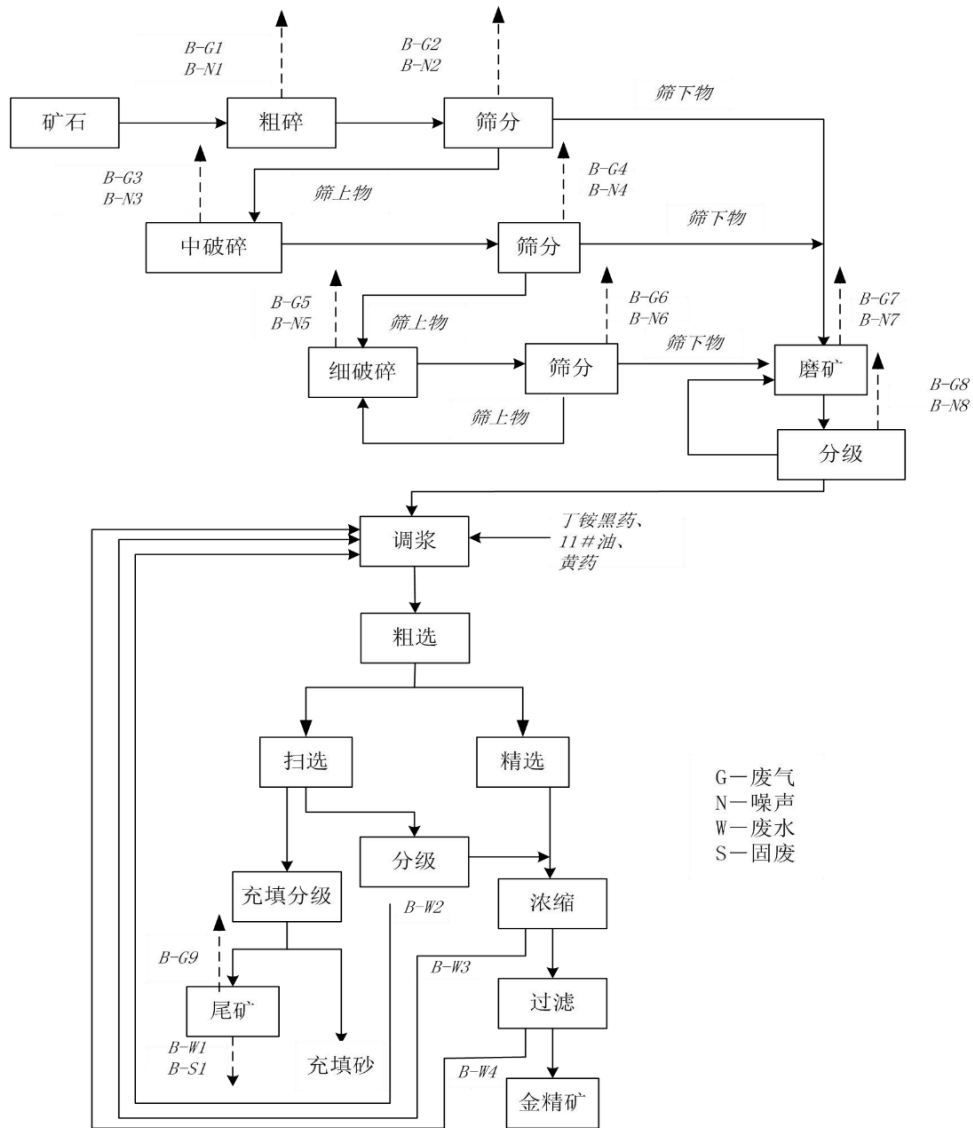 B-G1
B-N1
B-G2
B-N2
筛下物
矿石
粗碎
筛分
B-G3
B-N3
筛上物
B-G4
B-N4
中破碎
筛分
筛下物
B-G5
B-N5
筛上物
B-G6
B-N6
B-G7
B-N7
细破碎
筛分
筛下物
磨矿
B-G8
B-N8
筛上物
分级
调浆
丁铵黑药、
11#油、
黄药
粗选
扫选
精选
G—废气
N—噪声
W—废水
S—固废
分级
充填分级
B-W2
浓缩
B-G9
B-W3
尾矿
过滤
B-W1
B-S1
充填砂
B-W4
金精矿